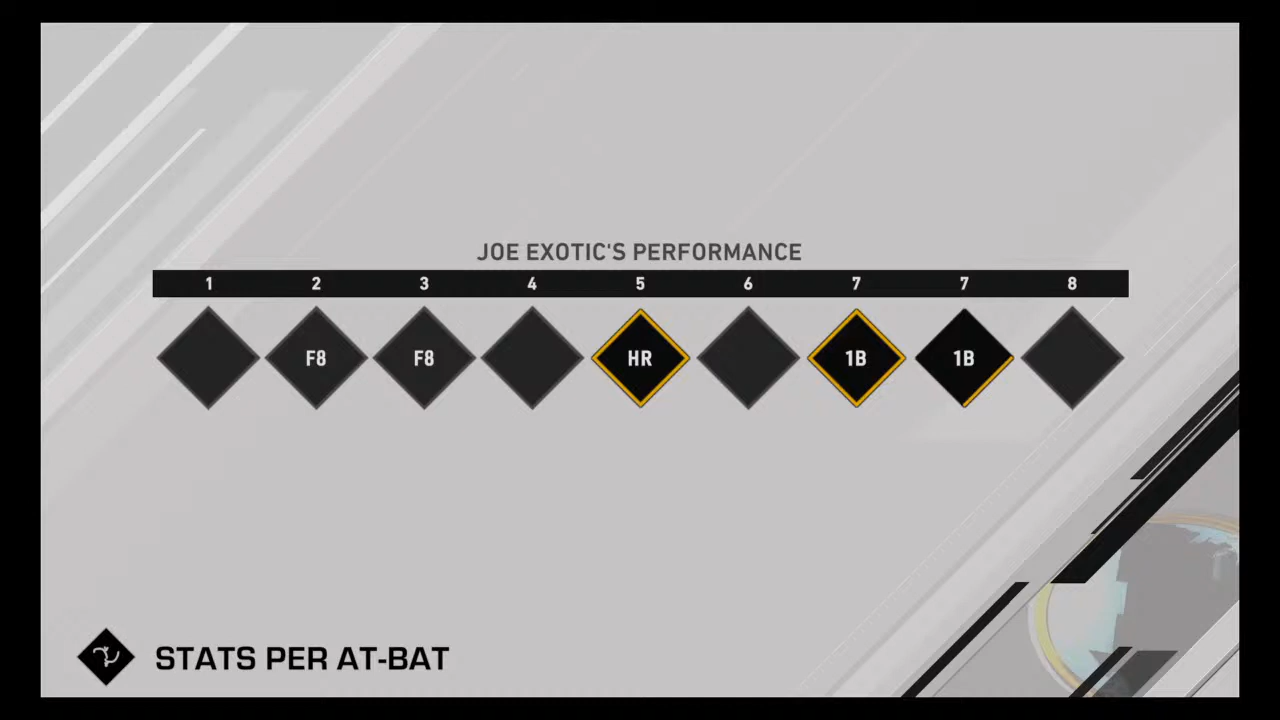 JOE EXOTIC'S PERFORMANCE
1 2 3 4 5 6 7 7 8
F8 F8 HR 1B 1B
STATS PER AT-BAT